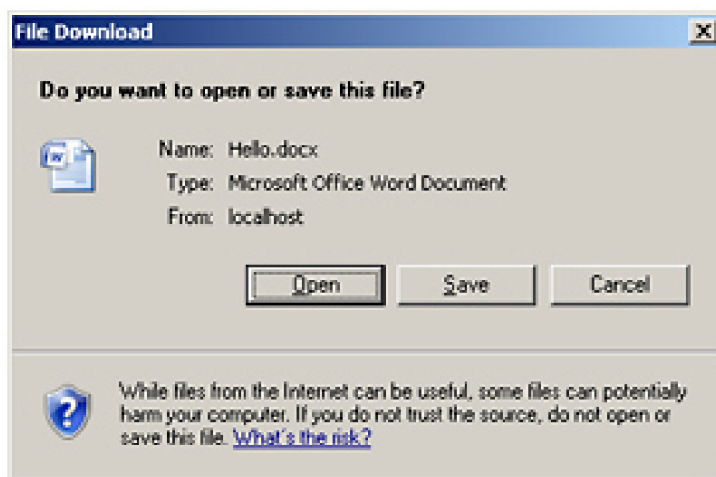 File Download
Do you want to open or save this file?
Name: Hello.docx
Type: Microsoft Office Word Document
From: localhost
Open Save Cancel
While files from the Internet can be useful, some files can potentially
harm your computer. If you do not trust the source, do not open or
save this file. What's the risk?